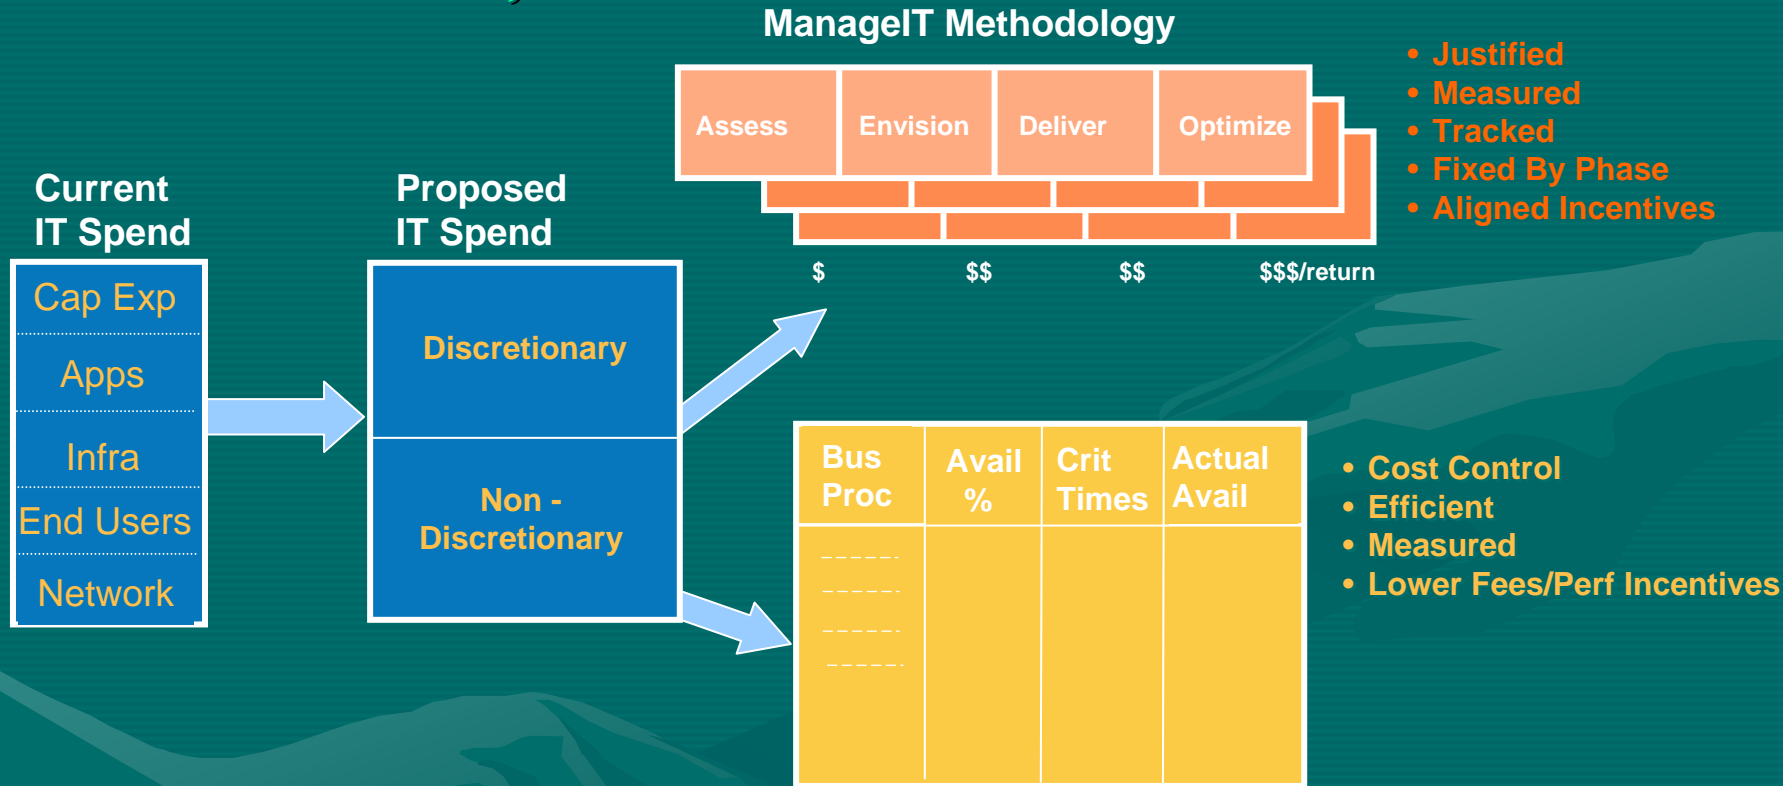 ManageIT Methodology
Assess
Envision
Deliver
Optimize
$
$$
$$
$$$/return
• Justified
• Measured
• Tracked
• Fixed By Phase
• Aligned Incentives
Current
IT Spend
Cap Exp
Apps
Infra
End Users
Network
Proposed
IT Spend
Discretionary
Non -
Discretionary
Bus
Proc
Avail
%
Crit
Times
Actual
Avail
• Cost Control
• Efficient
• Measured
• Lower Fees/Perf Incentives